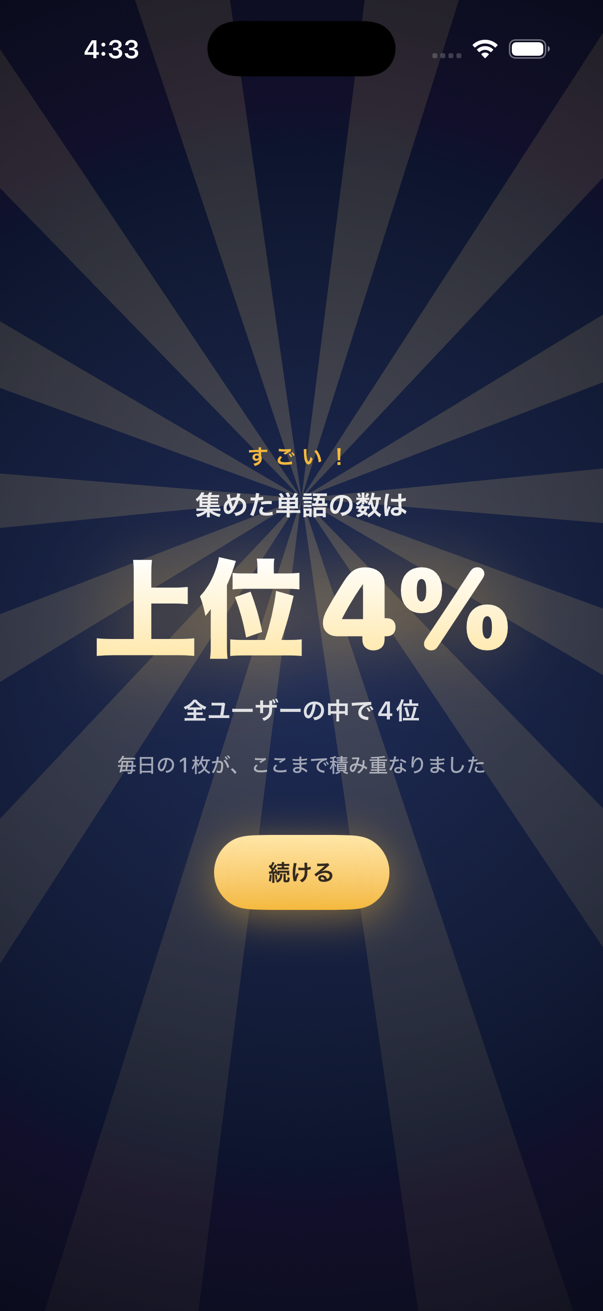 4:33
すごい！
集めた単語の数は
上位4%
全ユーザーの中で4位
毎日の1枚が、ここまで積み重なりました
続ける